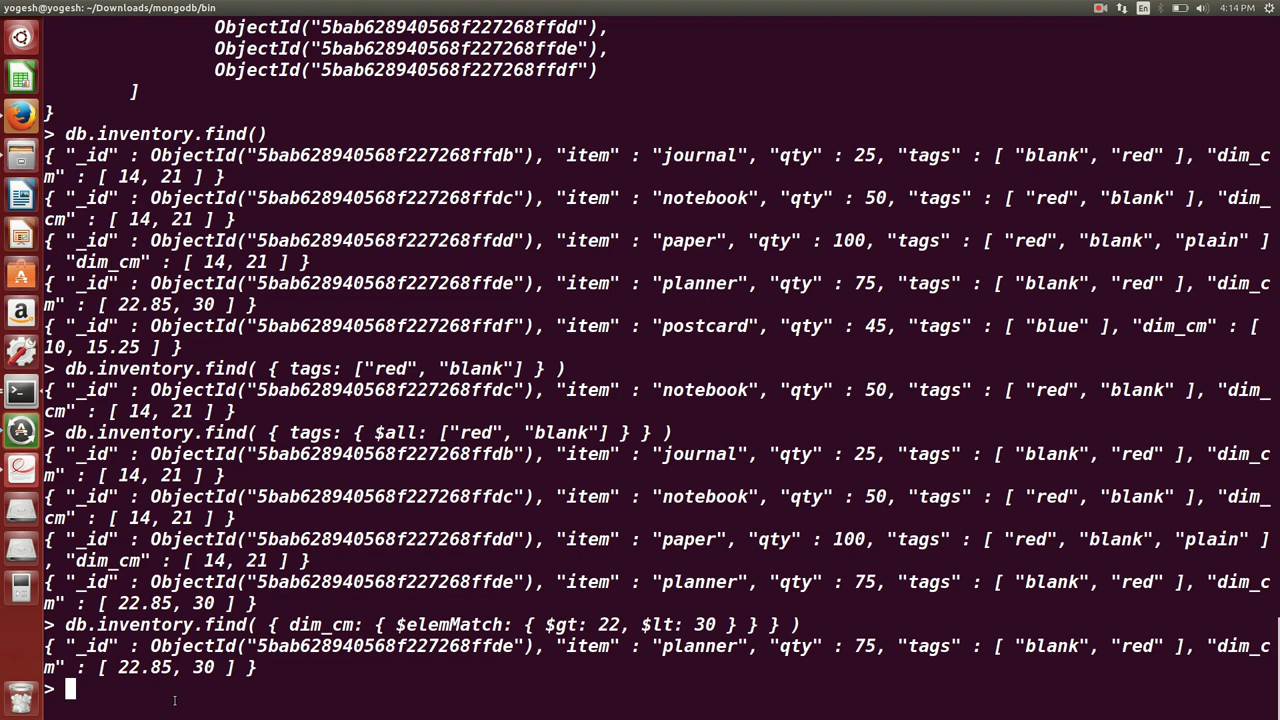 yogesh@yogesh: ~/Downloads/mongodb/bin
En
4:14 PM
ObjectId("5bab628940568f227268ffdd"),
ObjectId("5bab628940568f227268ffde"),
ObjectId("5bab628940568f227268ffdf")
]
}
> db.inventory.find()
{ "_id" : ObjectId("5bab628940568f227268ffdb"), "item" : "journal", "qty" : 25, "tags" : [ "blank", "red" ], "dim_c
m" : [ 14, 21 ] }
{ "_id" : ObjectId("5bab628940568f227268ffdc"), "item" : "notebook", "qty" : 50, "tags" : [ "red", "blank" ], "dim_
cm" : [ 14, 21 ] }
{ "_id" : ObjectId("5bab628940568f227268ffdd"), "item" : "paper", "qty" : 100, "tags" : [ "red", "blank", "plain" ]
, "dim_cm" : [ 14, 21 ] }
{ "_id" : ObjectId("5bab628940568f227268ffde"), "item" : "planner", "qty" : 75, "tags" : [ "blank", "red" ], "dim_c
m" : [ 22.85, 30 ] }
{ "_id" : ObjectId("5bab628940568f227268ffdf"), "item" : "postcard", "qty" : 45, "tags" : [ "blue" ], "dim_cm" : [
10, 15.25 ] }
> db.inventory.find( { tags: ["red", "blank"] } )
{ "_id" : ObjectId("5bab628940568f227268ffdc"), "item" : "notebook", "qty" : 50, "tags" : [ "red", "blank" ], "dim_
cm" : [ 14, 21 ] }
> db.inventory.find( { tags: { $all: ["red", "blank"] } } )
{ "_id" : ObjectId("5bab628940568f227268ffdb"), "item" : "journal", "qty" : 25, "tags" : [ "blank", "red" ], "dim_c
m" : [ 14, 21 ] }
{ "_id" : ObjectId("5bab628940568f227268ffdc"), "item" : "notebook", "qty" : 50, "tags" : [ "red", "blank" ], "dim_
cm" : [ 14, 21 ] }
{ "_id" : ObjectId("5bab628940568f227268ffdd"), "item" : "paper", "qty" : 100, "tags" : [ "red", "blank", "plain" ]
, "dim_cm" : [ 14, 21 ] }
{ "_id" : ObjectId("5bab628940568f227268ffde"), "item" : "planner", "qty" : 75, "tags" : [ "blank", "red" ], "dim_c
m" : [ 22.85, 30 ] }
> db.inventory.find( { dim_cm: { $elemMatch: { $gt: 22, $lt: 30 } } } )
{ "_id" : ObjectId("5bab628940568f227268ffde"), "item" : "planner", "qty" : 75, "tags" : [ "blank", "red" ], "dim_c
m" : [ 22.85, 30 ] }
>